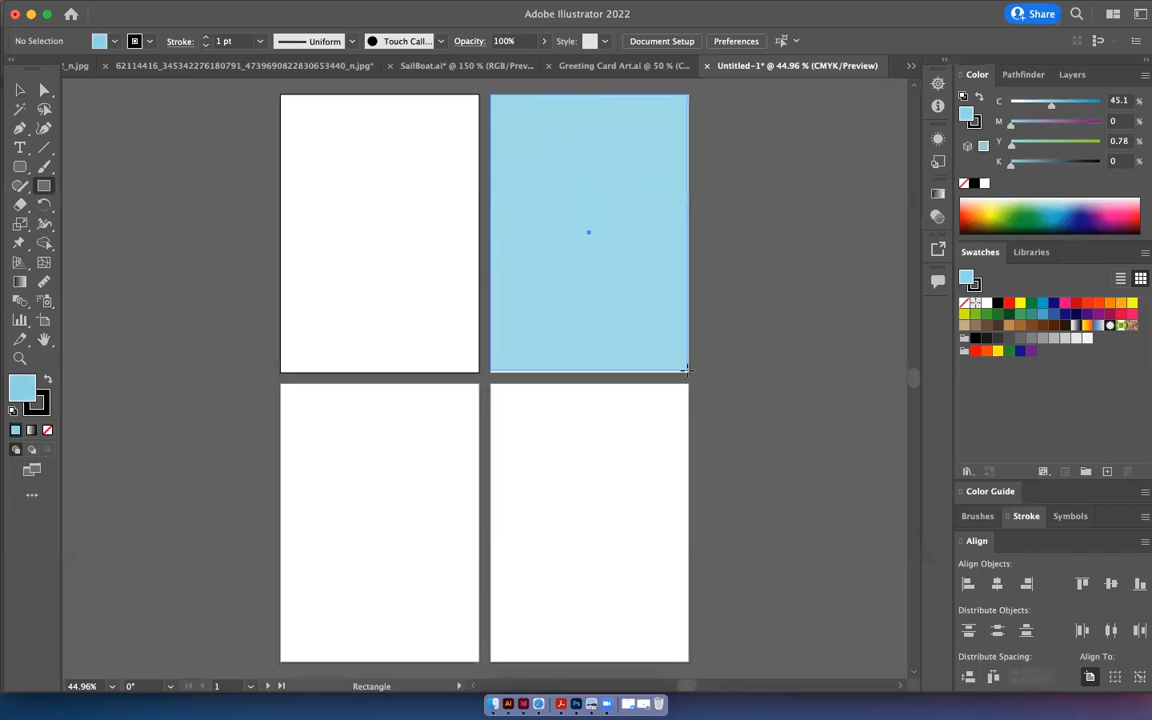 Adobe Illustrator 2022
Share
No Selection
Stroke:
1 pt
Uniform
Touch Call...
Opacity:
100%
Style:
Document Setup
Preferences
_n.jpg
62114416_345342276180791_4736969822830653440_n.jpg*
SailBoat.ai* @ 150 % (RGB/Prev...
Greeting Card Art.ai @ 50 % (C...
Untitled-1* @ 44.96 % (CMYK/Preview)
Color
Pathfinder
Layers
C 45.1 %
M 0 %
Y 0.78 %
K 0 %
Swatches
Libraries
Color Guide
Brushes
Stroke
Symbols
Align
Align Objects:
Distribute Objects:
Distribute Spacing:
Align To:
44.96%
0°
1
Rectangle